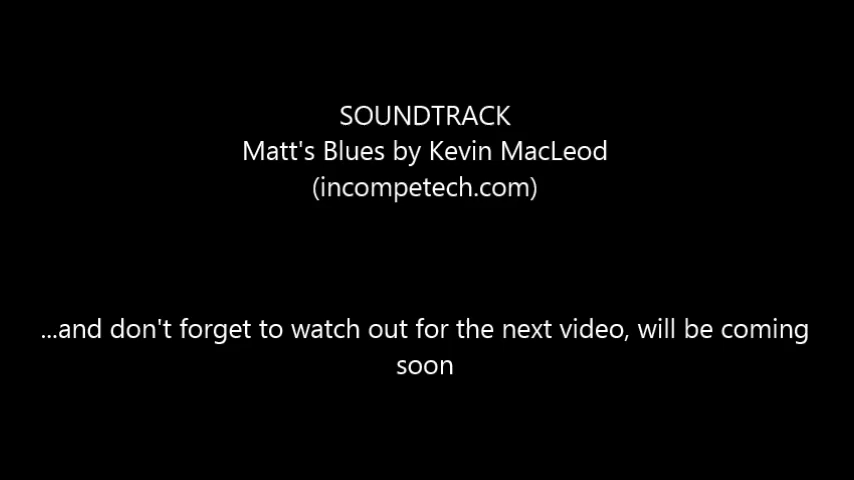 SOUNDTRACK
Matt's Blues by Kevin MacLeod
(incompetech.com)
...and don't forget to watch out for the next video, will be coming
soon